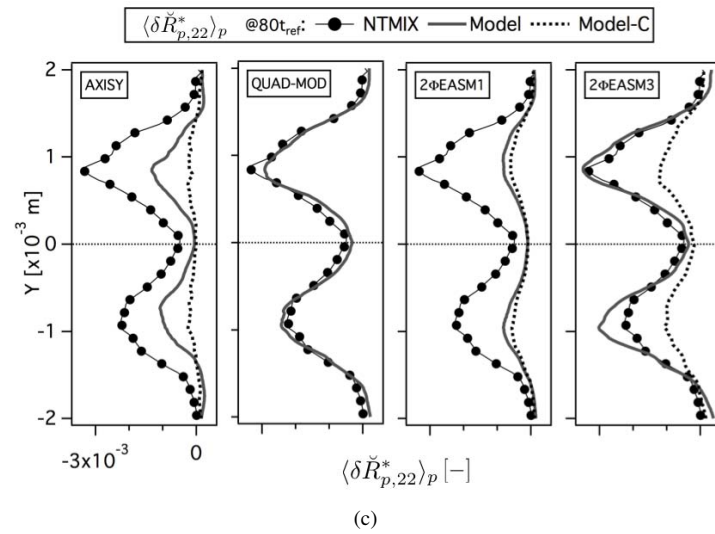 ⟨δR̆*p,22⟩p @80tref: NTMIX Model Model-C
AXISY QUAD-MOD 2ΦEASM1 2ΦEASM3
2
1
0
-1
-2
Y [x10⁻³ m]
-3x10⁻³ 0
⟨δR̆*p,22⟩p [−]
(c)